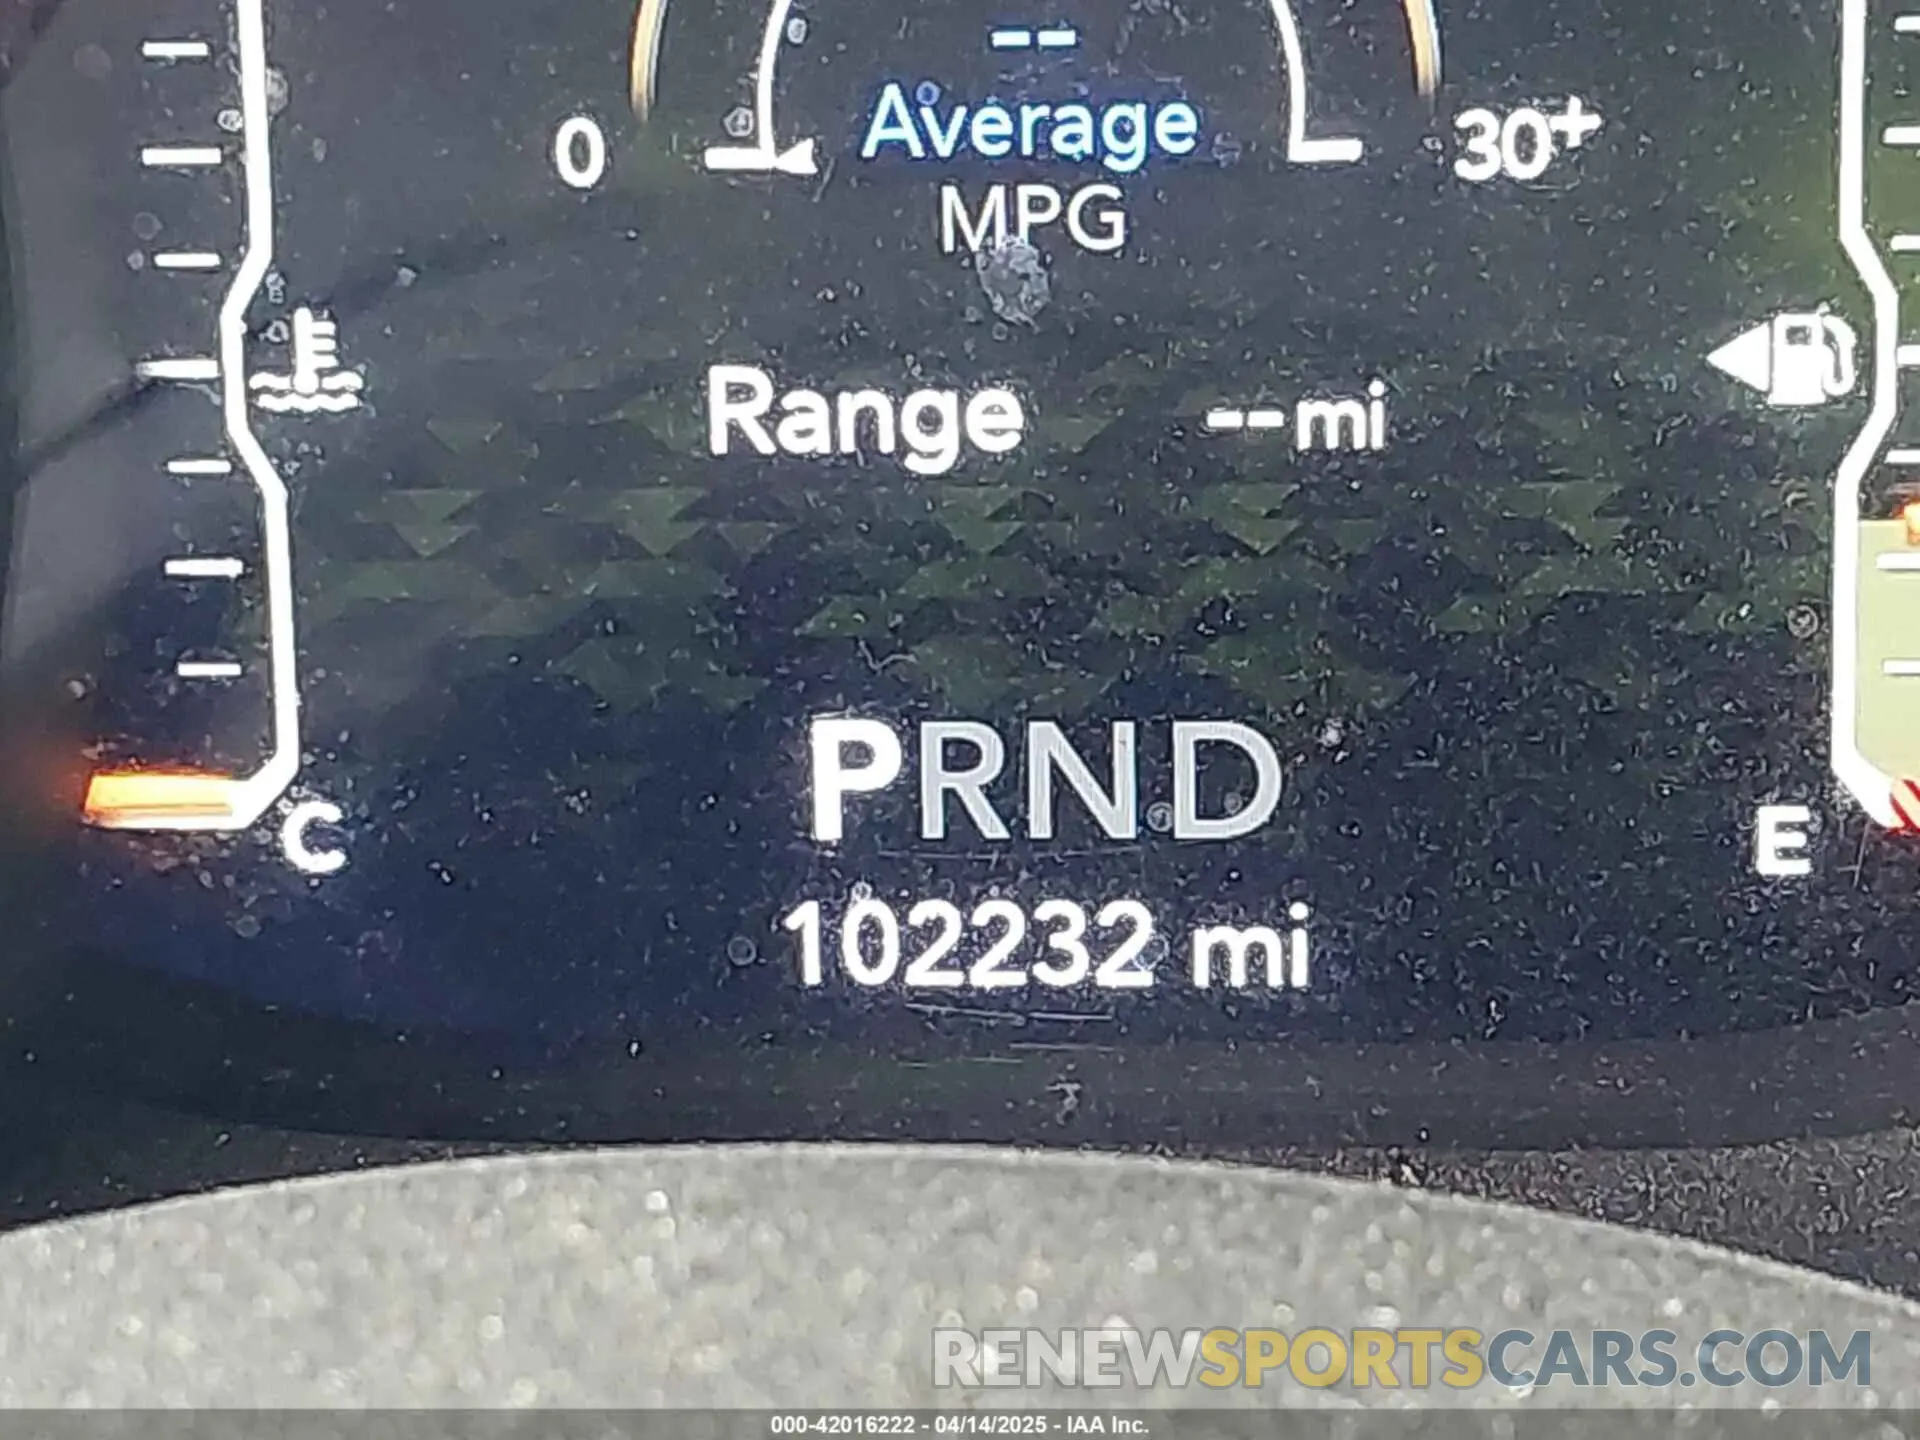 --
Average
0 30+
MPG
Range --mi
PRND
C E
102232 mi
RENEWSPORTSCARS.COM
000-42016222 - 04/14/2025 - IAA Inc.